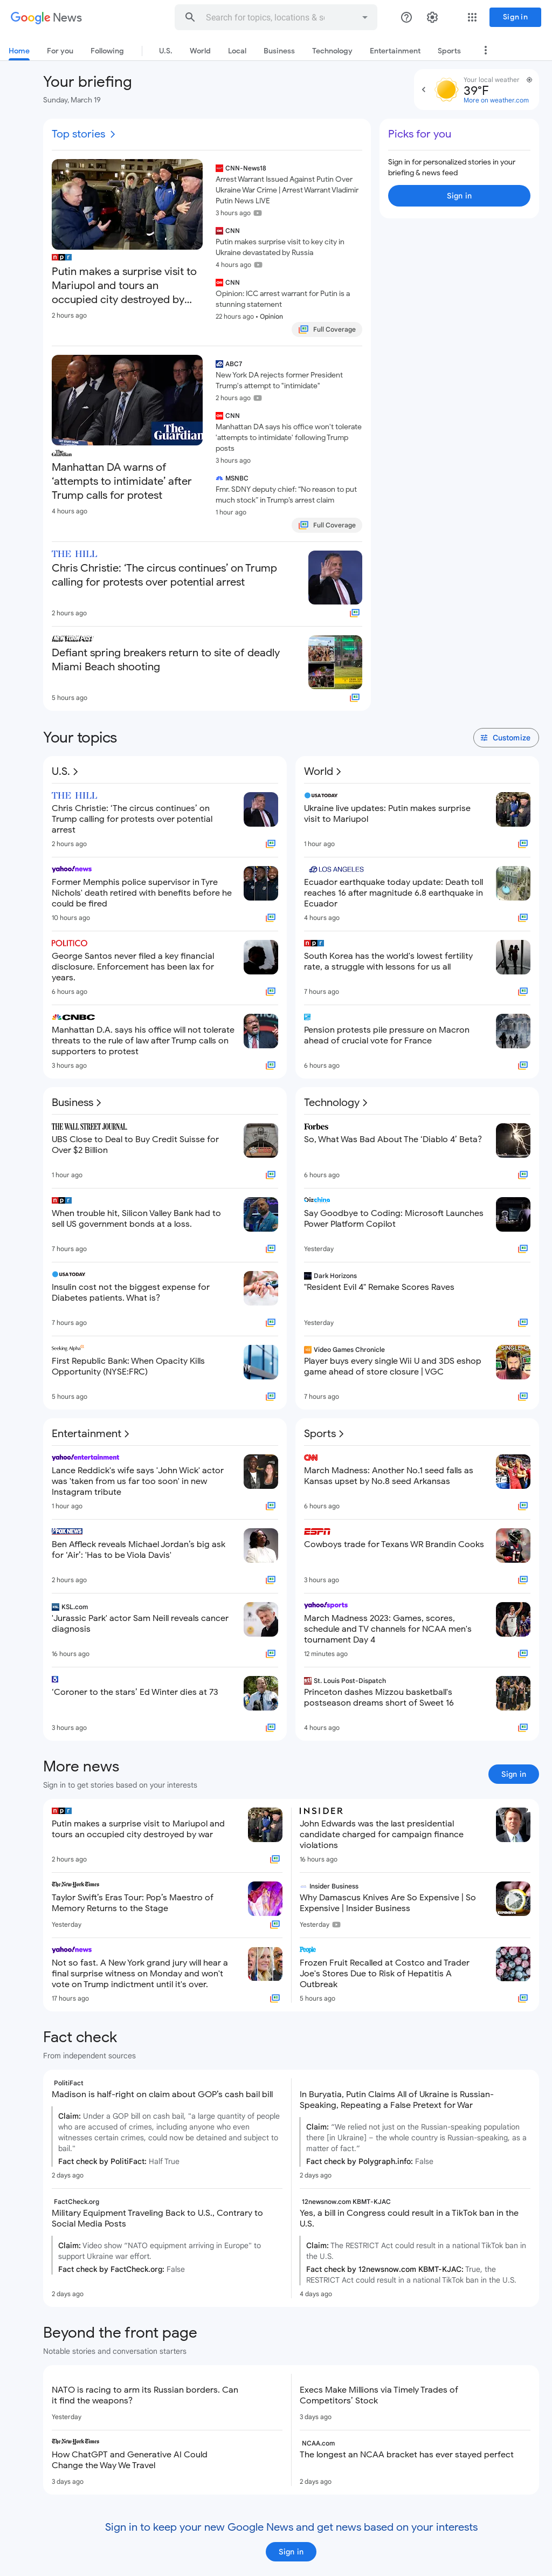 Google News
Search for topics, locations & so
Sign in
Home
For you
Following
U.S.
World
Local
Business
Technology
Entertainment
Sports
Your briefing
Sunday, March 19
Your local weather
39°F
More on weather.com
Top stories
npr
Putin makes a surprise visit to
Mariupol and tours an
occupied city destroyed by...
2 hours ago
CNN-News18
Arrest Warrant Issued Against Putin Over
Ukraine War Crime | Arrest Warrant Vladimir
Putin News LIVE
3 hours ago
CNN
Putin makes surprise visit to key city in
Ukraine devastated by Russia
4 hours ago
CNN
Opinion: ICC arrest warrant for Putin is a
stunning statement
22 hours ago • Opinion
Full Coverage
Picks for you
Sign in for personalized stories in your
briefing & news feed
Sign in
The Guardian
The Guardian
Manhattan DA warns of
‘attempts to intimidate’ after
Trump calls for protest
4 hours ago
ABC7
New York DA rejects former President
Trump's attempt to "intimidate"
2 hours ago
CNN
Manhattan DA says his office won't tolerate
'attempts to intimidate' following Trump
posts
3 hours ago
MSNBC
Fmr. SDNY deputy chief: “No reason to put
much stock” in Trump’s arrest claim
1 hour ago
Full Coverage
THE HILL
Chris Christie: ‘The circus continues’ on Trump
calling for protests over potential arrest
2 hours ago
NEW YORK POST
Defiant spring breakers return to site of deadly
Miami Beach shooting
5 hours ago
Your topics
Customize
U.S.
THE HILL
Chris Christie: ‘The circus continues’ on
Trump calling for protests over potential
arrest
2 hours ago
yahoo!news
Former Memphis police supervisor in Tyre
Nichols' death retired with benefits before he
could be fired
10 hours ago
POLITICO
George Santos never filed a key financial
disclosure. Enforcement has been lax for
years.
6 hours ago
CNBC
Manhattan D.A. says his office will not tolerate
threats to the rule of law after Trump calls on
supporters to protest
3 hours ago
World
USA TODAY
Ukraine live updates: Putin makes surprise
visit to Mariupol
1 hour ago
LOS ANGELES
Ecuador earthquake today update: Death toll
reaches 16 after magnitude 6.8 earthquake in
Ecuador
4 hours ago
npr
South Korea has the world's lowest fertility
rate, a struggle with lessons for us all
7 hours ago
Pension protests pile pressure on Macron
ahead of crucial vote for France
6 hours ago
Business
THE WALL STREET JOURNAL.
UBS Close to Deal to Buy Credit Suisse for
Over $2 Billion
1 hour ago
npr
When trouble hit, Silicon Valley Bank had to
sell US government bonds at a loss.
7 hours ago
USA TODAY
Insulin cost not the biggest expense for
Diabetes patients. What is?
7 hours ago
Seeking Alpha
First Republic Bank: When Opacity Kills
Opportunity (NYSE:FRC)
5 hours ago
Technology
Forbes
So, What Was Bad About The ‘Diablo 4’ Beta?
6 hours ago
Gizchina
Say Goodbye to Coding: Microsoft Launches
Power Platform Copilot
Yesterday
Dark Horizons
"Resident Evil 4" Remake Scores Raves
Yesterday
Video Games Chronicle
Player buys every single Wii U and 3DS eshop
game ahead of store closure | VGC
7 hours ago
Entertainment
yahoo!entertainment
Lance Reddick's wife says 'John Wick' actor
was 'taken from us far too soon' in new
Instagram tribute
1 hour ago
FOX NEWS
Ben Affleck reveals Michael Jordan’s big ask
for ‘Air’: ‘Has to be Viola Davis’
2 hours ago
KSL.com
'Jurassic Park' actor Sam Neill reveals cancer
diagnosis
16 hours ago
‘Coroner to the stars’ Ed Winter dies at 73
3 hours ago
Sports
CNN
March Madness: Another No.1 seed falls as
Kansas upset by No.8 seed Arkansas
6 hours ago
ESPN
Cowboys trade for Texans WR Brandin Cooks
3 hours ago
yahoo!sports
March Madness 2023: Games, scores,
schedule and TV channels for NCAA men's
tournament Day 4
12 minutes ago
St. Louis Post-Dispatch
Princeton dashes Mizzou basketball's
postseason dreams short of Sweet 16
4 hours ago
More news
Sign in to get stories based on your interests
Sign in
npr
Putin makes a surprise visit to Mariupol and
tours an occupied city destroyed by war
2 hours ago
The New York Times
Taylor Swift’s Eras Tour: Pop’s Maestro of
Memory Returns to the Stage
Yesterday
yahoo!news
Not so fast. A New York grand jury will hear a
final surprise witness on Monday and won't
vote on Trump indictment until it's over.
17 hours ago
INSIDER
John Edwards was the last presidential
candidate charged for campaign finance
violations
16 hours ago
Insider Business
Why Damascus Knives Are So Expensive | So
Expensive | Insider Business
Yesterday
People
Frozen Fruit Recalled at Costco and Trader
Joe's Stores Due to Risk of Hepatitis A
Outbreak
5 hours ago
Fact check
From independent sources
PolitiFact
Madison is half-right on claim about GOP’s cash bail bill
Claim: Under a GOP bill on cash bail, "a large quantity of people
who are accused of crimes, including anyone who even
witnesses certain crimes, could now be detained and subject to
bail."
Fact check by PolitiFact: Half True
2 days ago
FactCheck.org
Military Equipment Traveling Back to U.S., Contrary to
Social Media Posts
Claim: Video show “NATO equipment arriving in Europe” to
support Ukraine war effort.
Fact check by FactCheck.org: False
2 days ago
In Buryatia, Putin Claims All of Ukraine is Russian-
Speaking, Repeating a False Pretext for War
Claim: “We relied not just on the Russian-speaking population
there [in Ukraine] – the whole country is Russian-speaking, as a
matter of fact.”
Fact check by Polygraph.info: False
2 days ago
12newsnow.com KBMT-KJAC
Yes, a bill in Congress could result in a TikTok ban in the
U.S.
Claim: The RESTRICT Act could result in a national TikTok ban in
the U.S.
Fact check by 12newsnow.com KBMT-KJAC: True, the
RESTRICT Act could result in a national TikTok ban in the U.S.
4 days ago
Beyond the front page
Notable stories and conversation starters
NATO is racing to arm its Russian borders. Can
it find the weapons?
Yesterday
The New York Times
How ChatGPT and Generative AI Could
Change the Way We Travel
3 days ago
Execs Make Millions via Timely Trades of
Competitors’ Stock
3 days ago
NCAA.com
The longest an NCAA bracket has ever stayed perfect
2 days ago
Sign in to keep your new Google News and get news based on your interests
Sign in